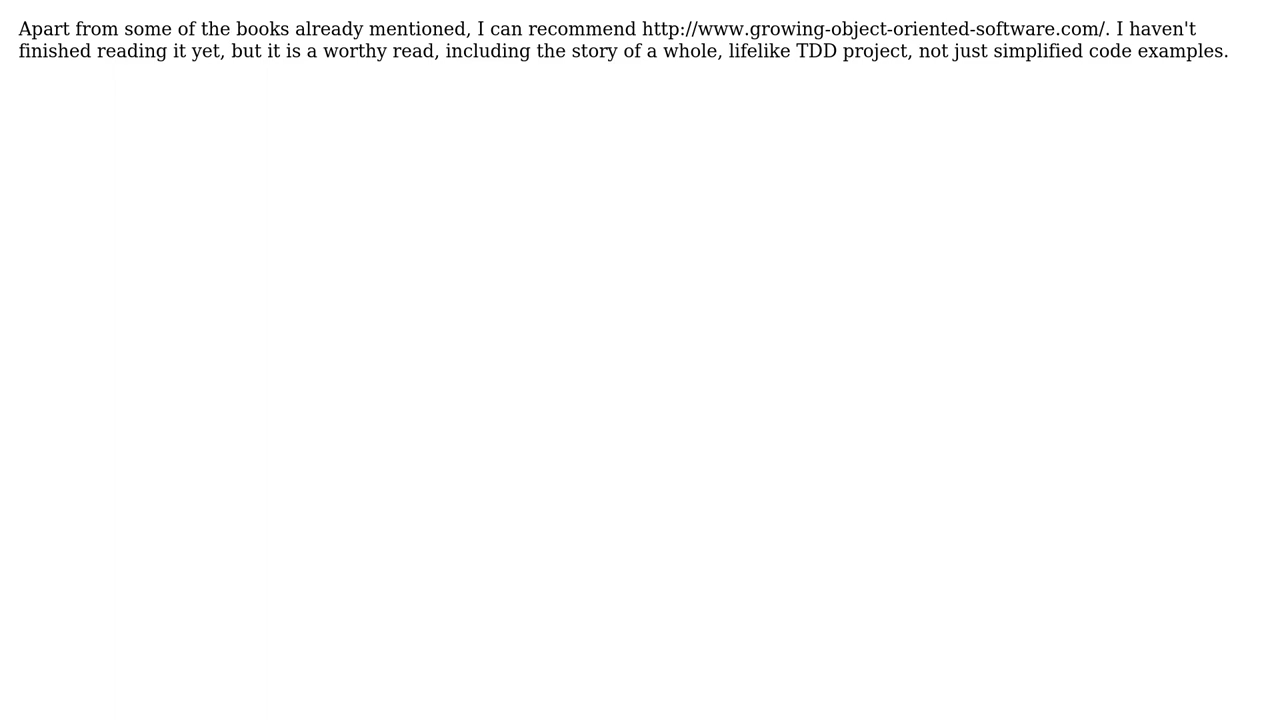 Apart from some of the books already mentioned, I can recommend http://www.growing-object-oriented-software.com/. I haven't
finished reading it yet, but it is a worthy read, including the story of a whole, lifelike TDD project, not just simplified code examples.